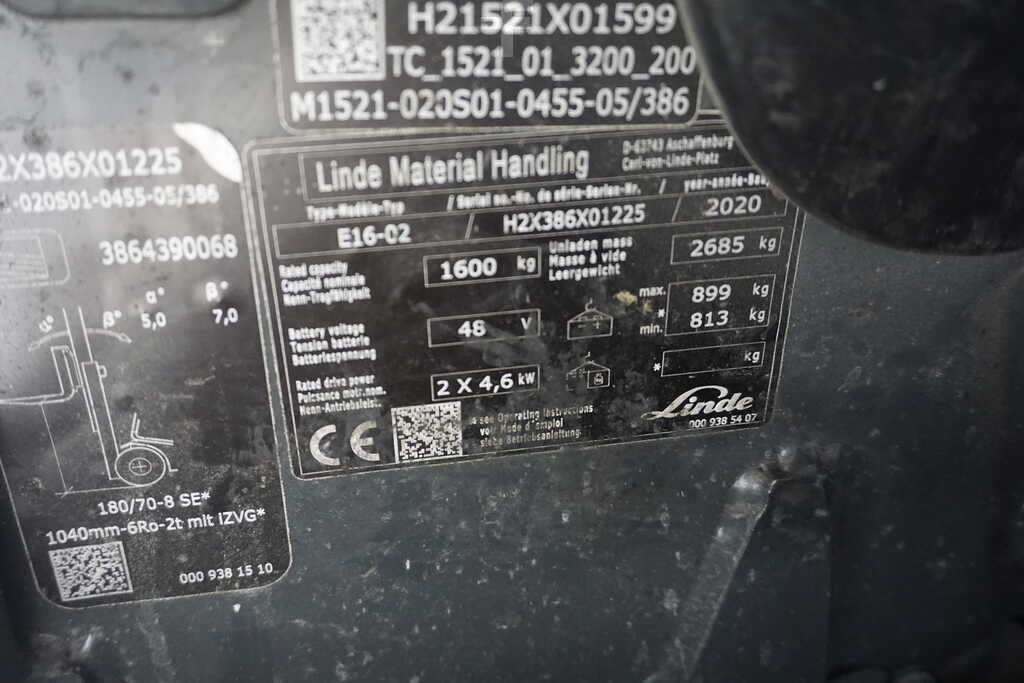 H21521X01599
TC_1521_01_3200_200
M1521-020S01-0455-05/386
2X386X01225
-020S01-0455-05/386
3864390068
α° β°
5,0 7,0
α° β°
180/70-8 SE*
1040mm-6Ro-2t mit iZVG*
000 938 15 10
Linde Material Handling
D-63743 Aschaffenburg
Carl-von-Linde-Platz
Type-Modèle-Typ / Serial no.-No. de série-Serien-Nr. / year-année-
E16-02 / H2X386X01225 / 2020
Rated capacity
Capacité nominale
Nenn-Tragfähigkeit
1600 kg
Unladen mass
Masse à vide
Leergewicht
2685 kg
Battery voltage
Tension batterie
Batteriespannung
48 V
max. 899 kg
*
min. 813 kg
Rated drive power
Puissance motr.nom.
Nenn-Antriebsleist.
2 X 4,6 kW
* kg
CE
see Operating Instructions
voir Mode d'emploi
siehe Betriebsanleitung
Linde
000 938 54 07